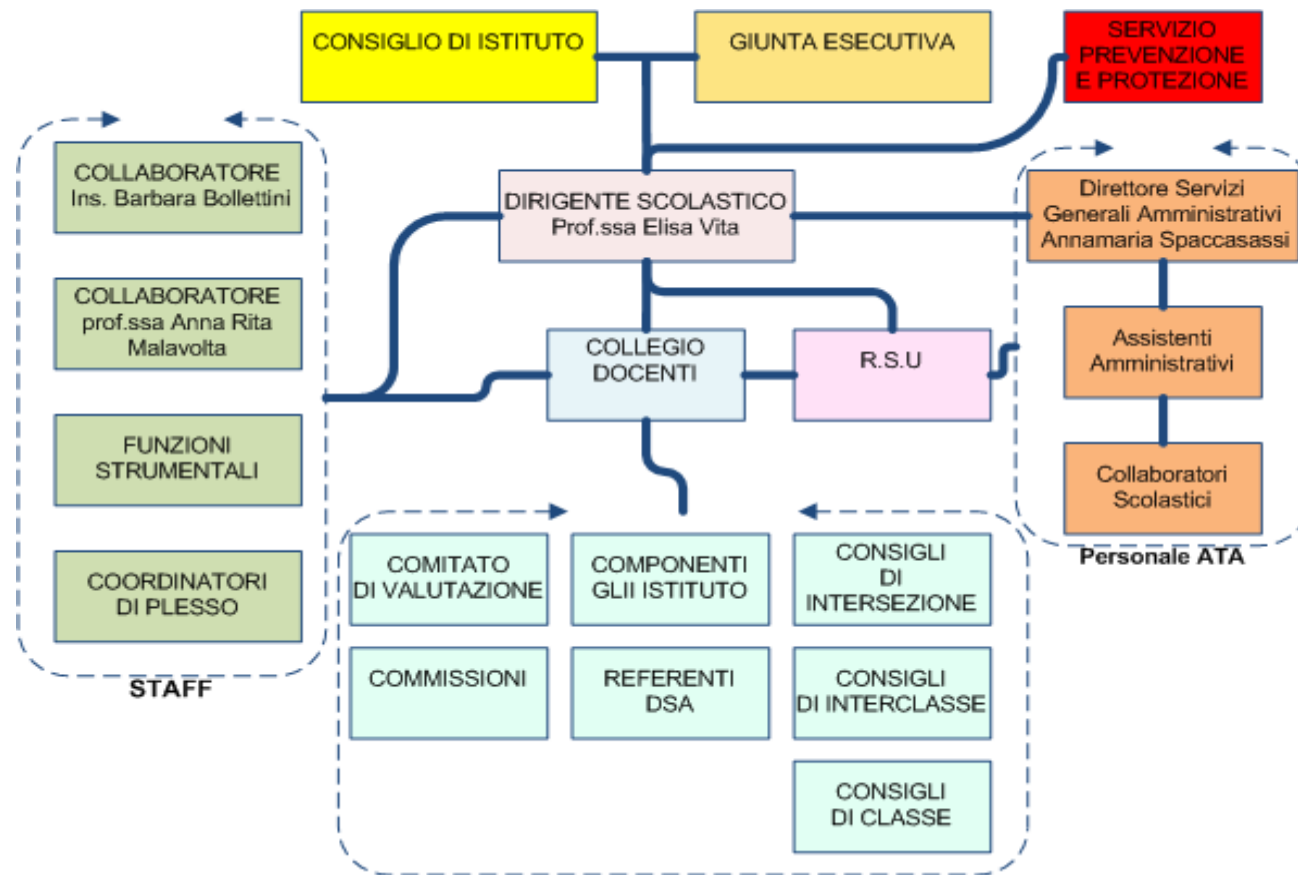 CONSIGLIO DI ISTITUTO
GIUNTA ESECUTIVA
SERVIZIO
PREVENZIONE
E PROTEZIONE
COLLABORATORE
Ins. Barbara Bollettini
COLLABORATORE
prof.ssa Anna Rita
Malavolta
FUNZIONI
STRUMENTALI
COORDINATORI
DI PLESSO
STAFF
DIRIGENTE SCOLASTICO
Prof.ssa Elisa Vita
COLLEGIO
DOCENTI
R.S.U
Direttore Servizi
Generali Amministrativi
Annamaria Spaccasassi
Assistenti
Amministrativi
Collaboratori
Scolastici
Personale ATA
COMITATO
DI VALUTAZIONE
COMPONENTI
GLII ISTITUTO
CONSIGLI
DI
INTERSEZIONE
COMMISSIONI
REFERENTI
DSA
CONSIGLI
DI INTERCLASSE
CONSIGLI
DI CLASSE